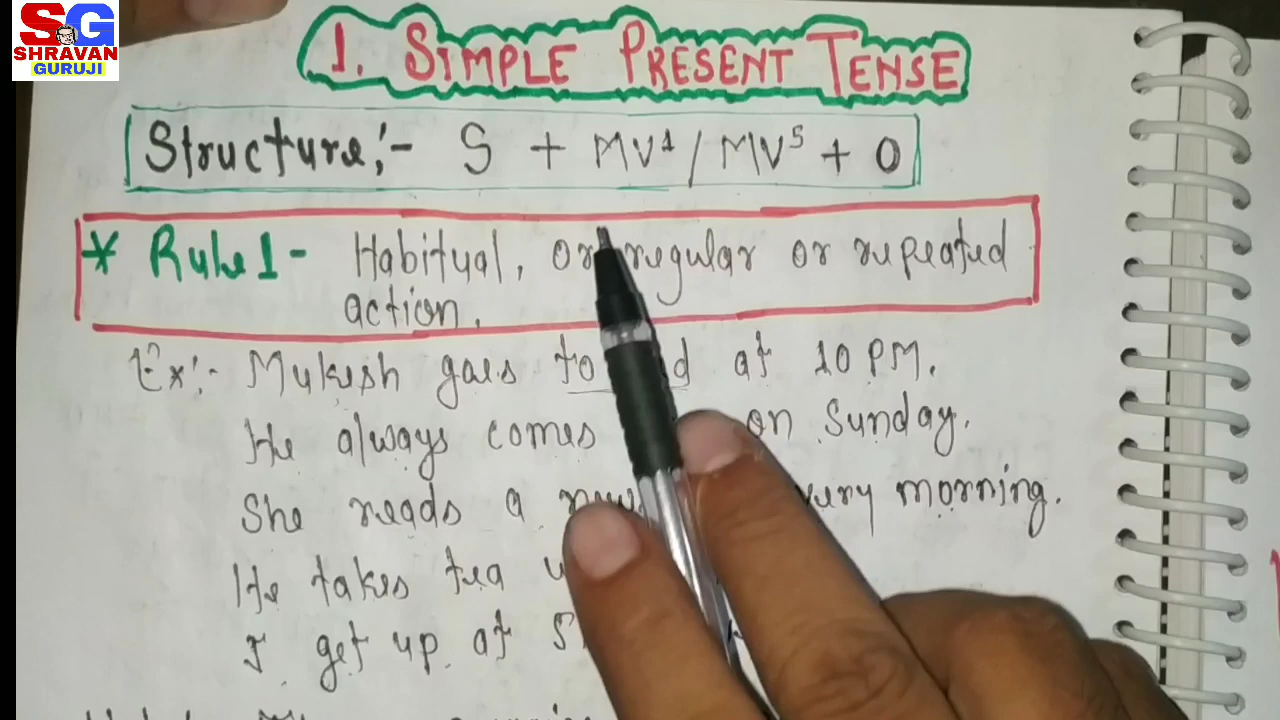 SG
SHRAVAN
GURUJI
1. SIMPLE PRESENT TENSE
Structure:- S + MV¹/MV⁵ + O
* Rule 1- Habitual, or regular or repeated
action.
Ex:- Mukesh goes to at 10 PM.
He always comes on Sunday.
She reads a every morning.
He takes tea
I get up at 5